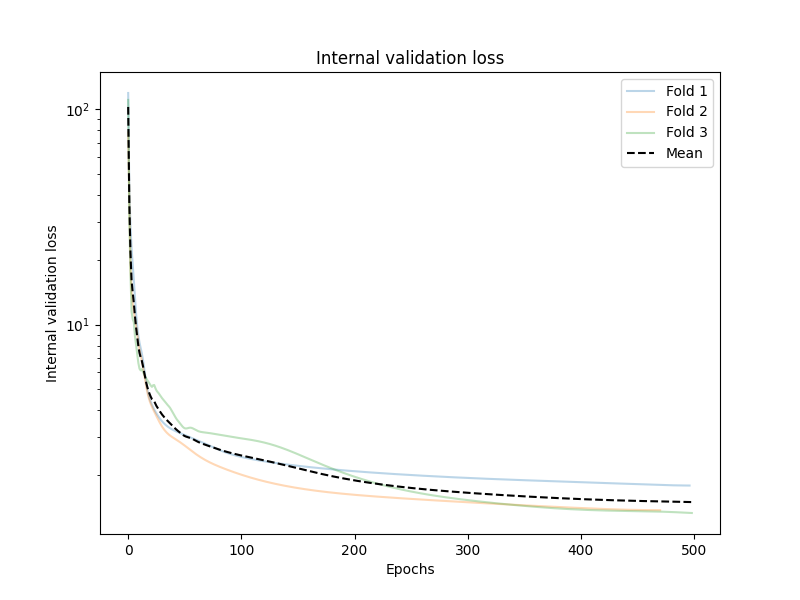 Internal validation loss
Fold 1
Fold 2
Fold 3
Mean
Internal validation loss
10²
10¹
0 100 200 300 400 500
Epochs